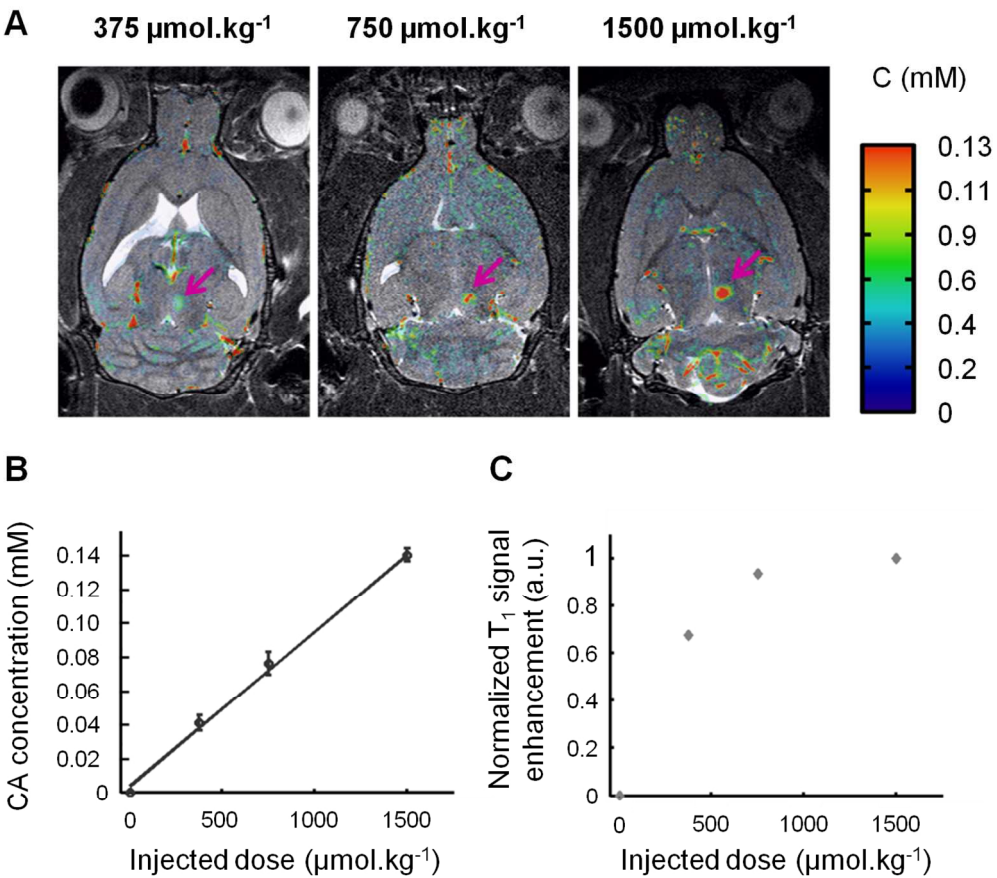 A
375 µmol.kg-1
750 µmol.kg-1
1500 µmol.kg-1
C (mM)
0.13
0.11
0.9
0.6
0.4
0.2
0
B
CA concentration (mM)
0.14
0.12
0.10
0.08
0.06
0.04
0.02
0
0
500
1000
1500
Injected dose (µmol.kg-1)
C
Normalized T1 signal
enhancement (a.u.)
1
0.8
0.6
0.4
0.2
0
0
500
1000
1500
Injected dose (µmol.kg-1)